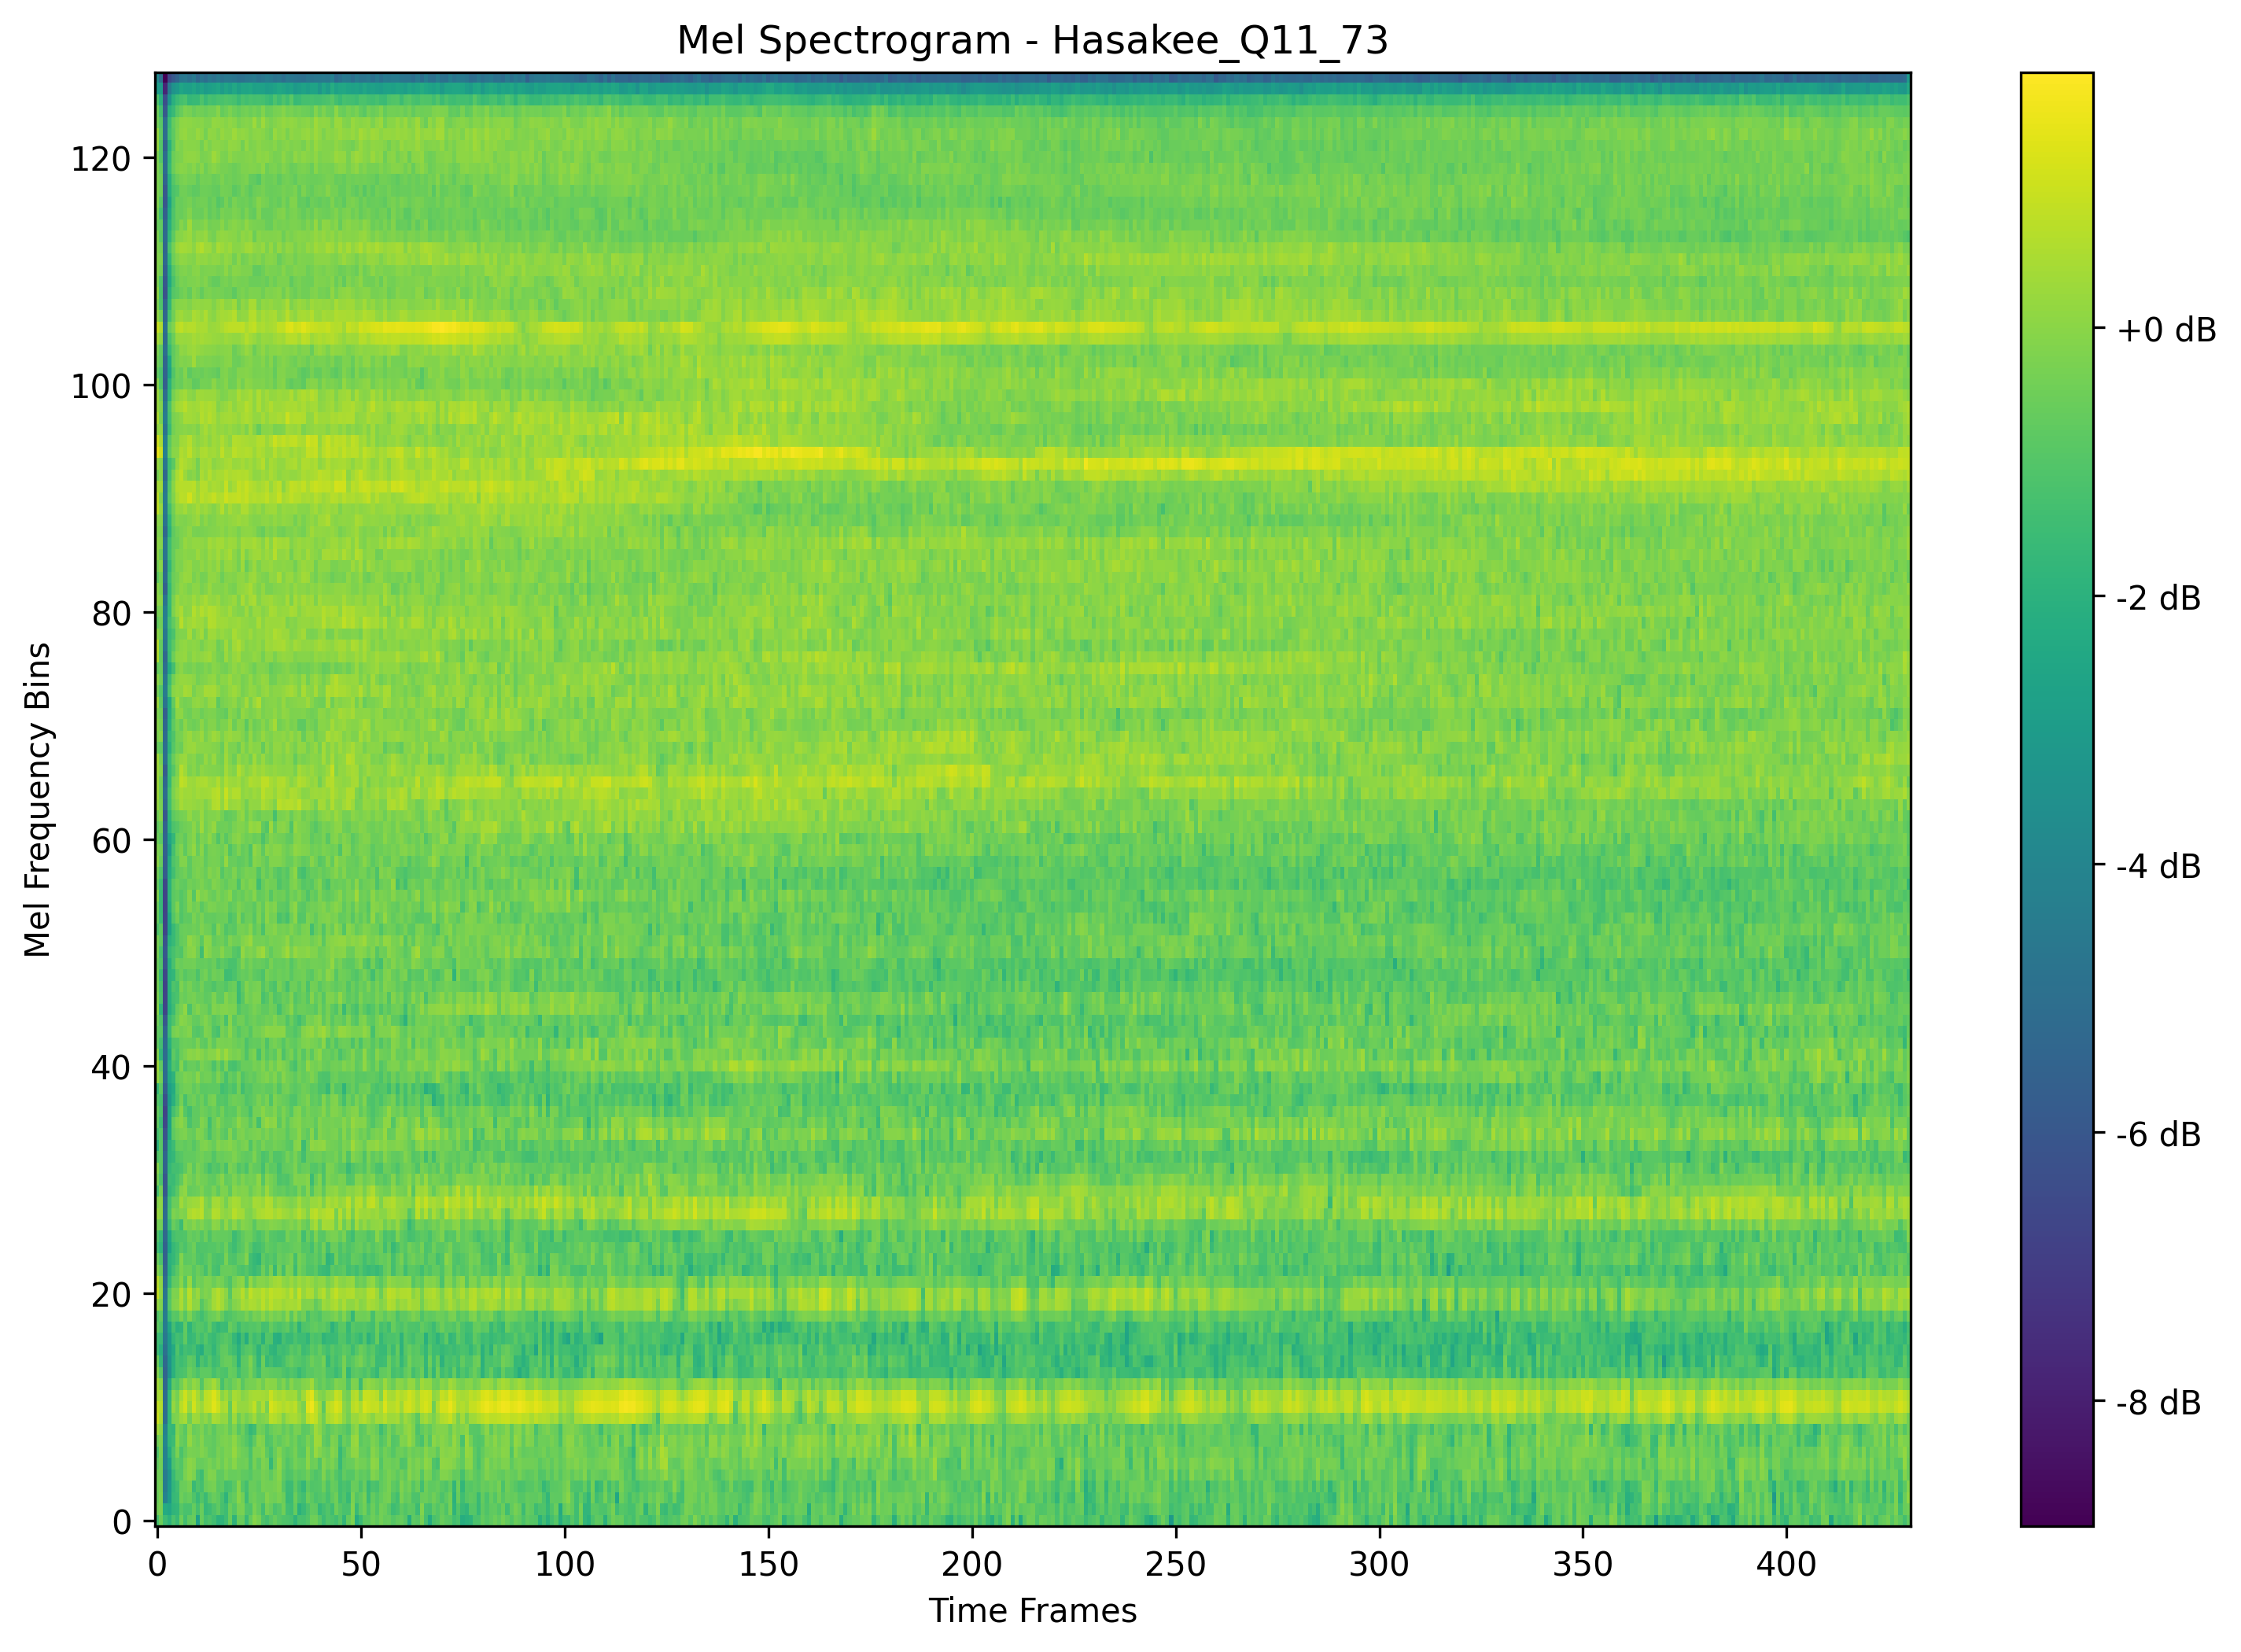 Mel Spectrogram - Hasakee_Q11_73
Mel Frequency Bins
120
100
80
60
40
20
0
0 50 100 150 200 250 300 350 400
Time Frames
+0 dB
-2 dB
-4 dB
-6 dB
-8 dB